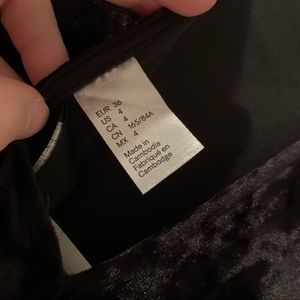 EUR 36
US 4
CA 4
CN 165/84A
MX 4
Made in
Cambodia
Fabriqué en
Cambodge